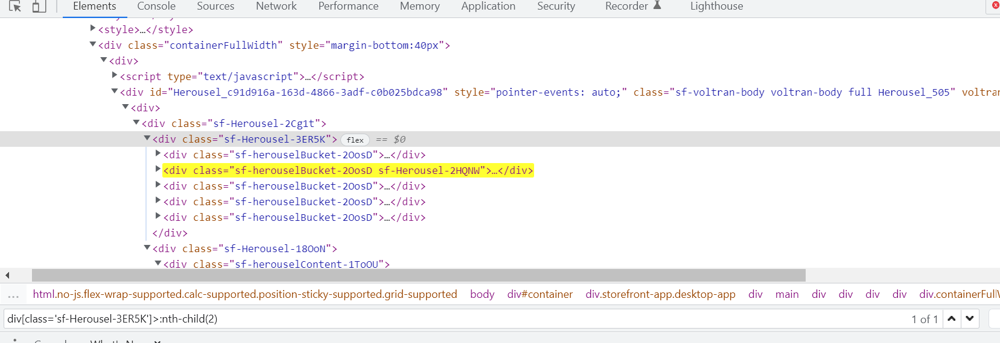 Elements Console Sources Network Performance Memory Application Security Recorder Lighthouse
<style>…</style>
<div class="containerFullWidth" style="margin-bottom:40px">
<div>
<script type="text/javascript">…</script>
<div id="Herousel_c91d916a-163d-4866-3adf-c0b025bdca98" style="pointer-events: auto;" class="sf-voltran-body voltran-body full Herousel_505" voltran
<div>
<div class="sf-Herousel-2Cg1t">
<div class="sf-Herousel-3ER5K"> flex == $0
<div class="sf-herouselBucket-2OosD">…</div>
<div class="sf-herouselBucket-2OosD sf-Herousel-2HQNW">…</div>
<div class="sf-herouselBucket-2OosD">…</div>
<div class="sf-herouselBucket-2OosD">…</div>
<div class="sf-herouselBucket-2OosD">…</div>
</div>
<div class="sf-Herousel-18OoN">
<div class="sf-herouselContent-1ToOU">
... html.no-js.flex-wrap-supported.calc-supported.position-sticky-supported.grid-supported body div#container div.storefront-app.desktop-app div main div div div div div.containerFull
div[class='sf-Herousel-3ER5K']>:nth-child(2) 1 of 1